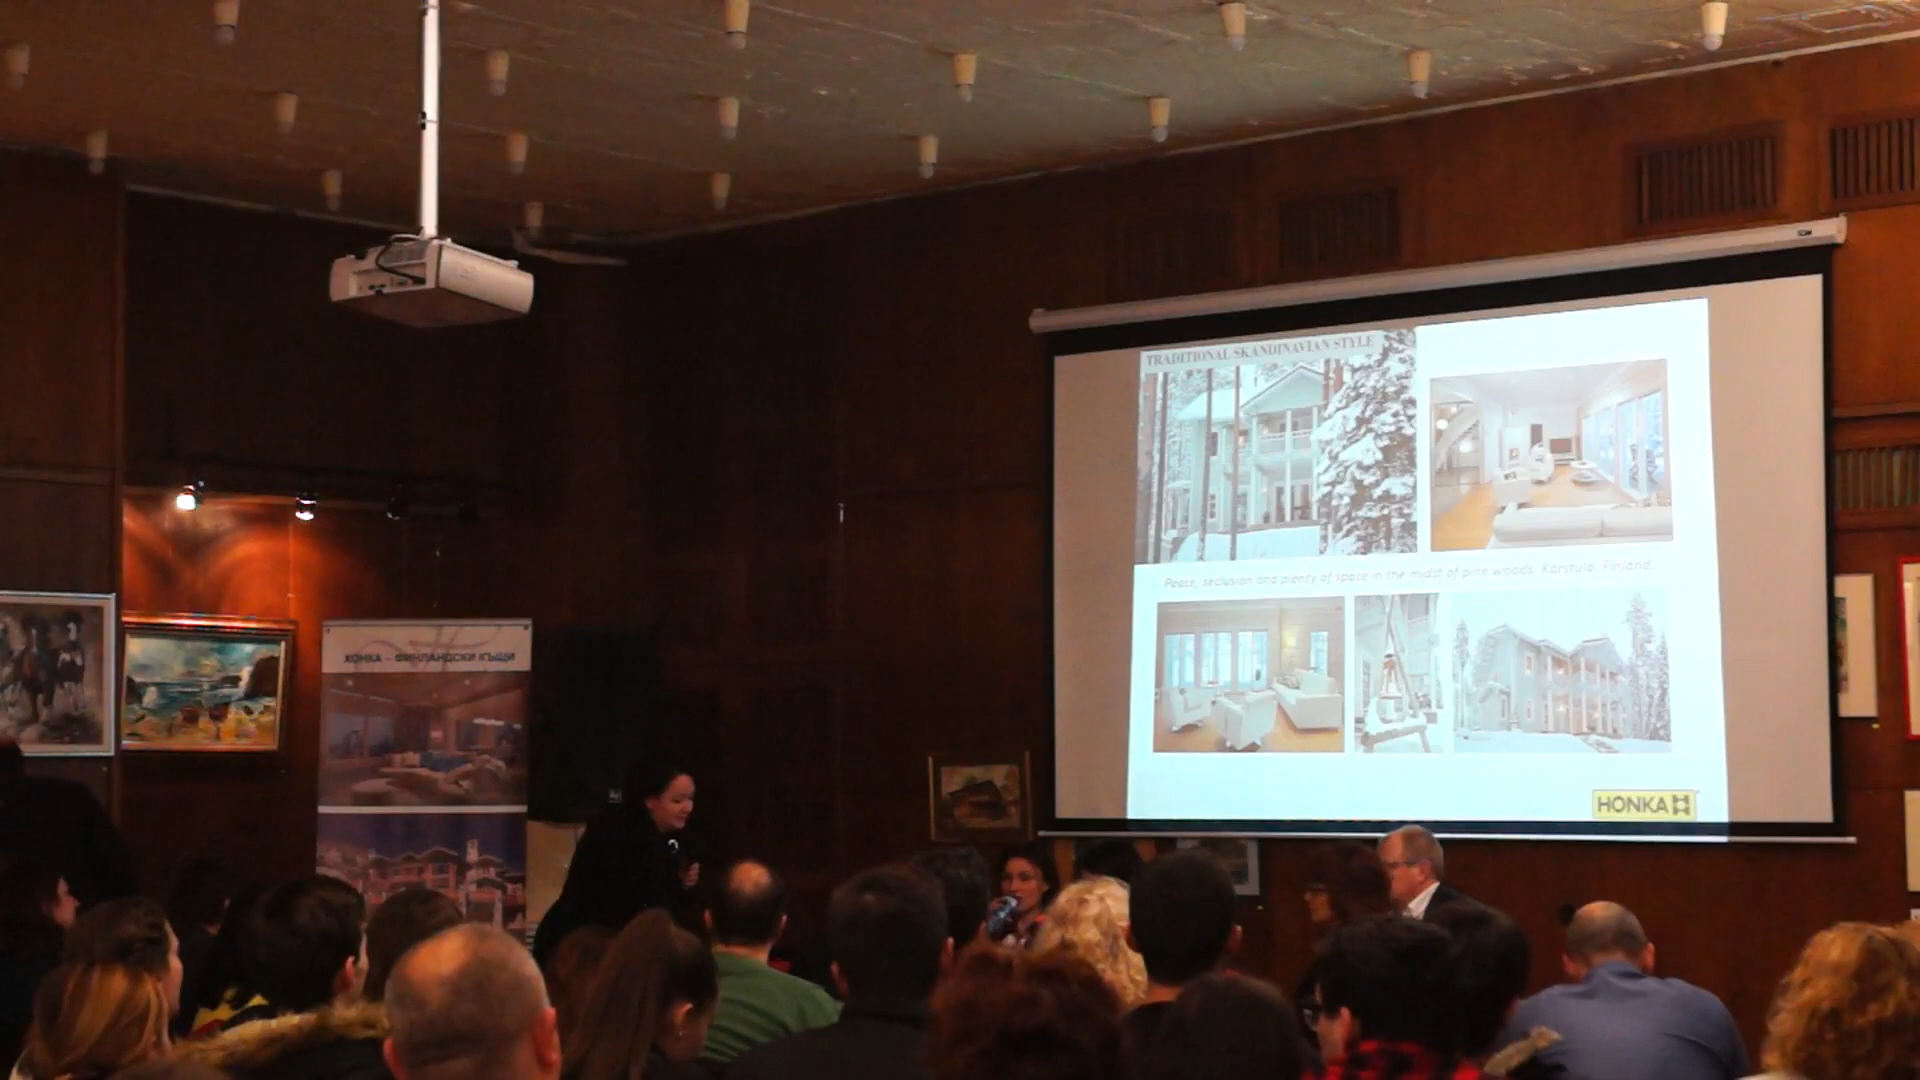 TRADITIONAL SKANDINAVIAN STYLE
Peace, seclusion and plenty of space in the midst of pine woods. Karstula, Finland.
HONKA
ХОНКА - ФИНЛАНДСКИ КЪЩИ